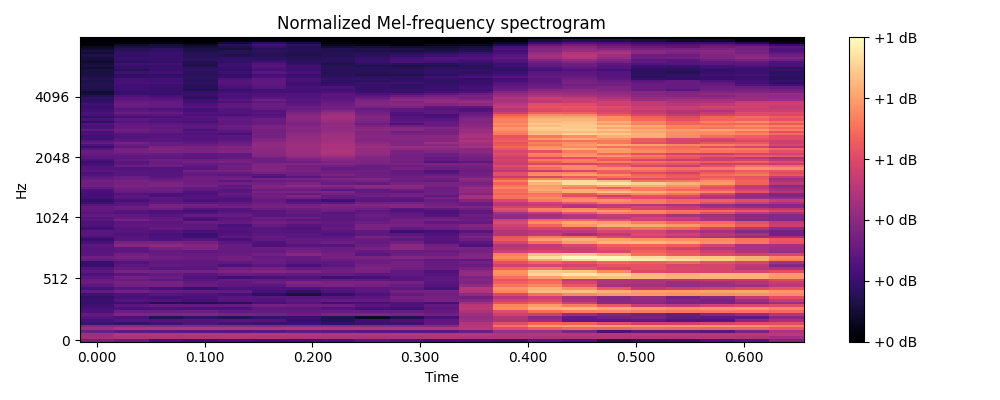 Normalized Mel-frequency spectrogram
Hz
4096
2048
1024
512
0
0.000 0.100 0.200 0.300 0.400 0.500 0.600
Time
+1 dB
+1 dB
+1 dB
+0 dB
+0 dB
+0 dB